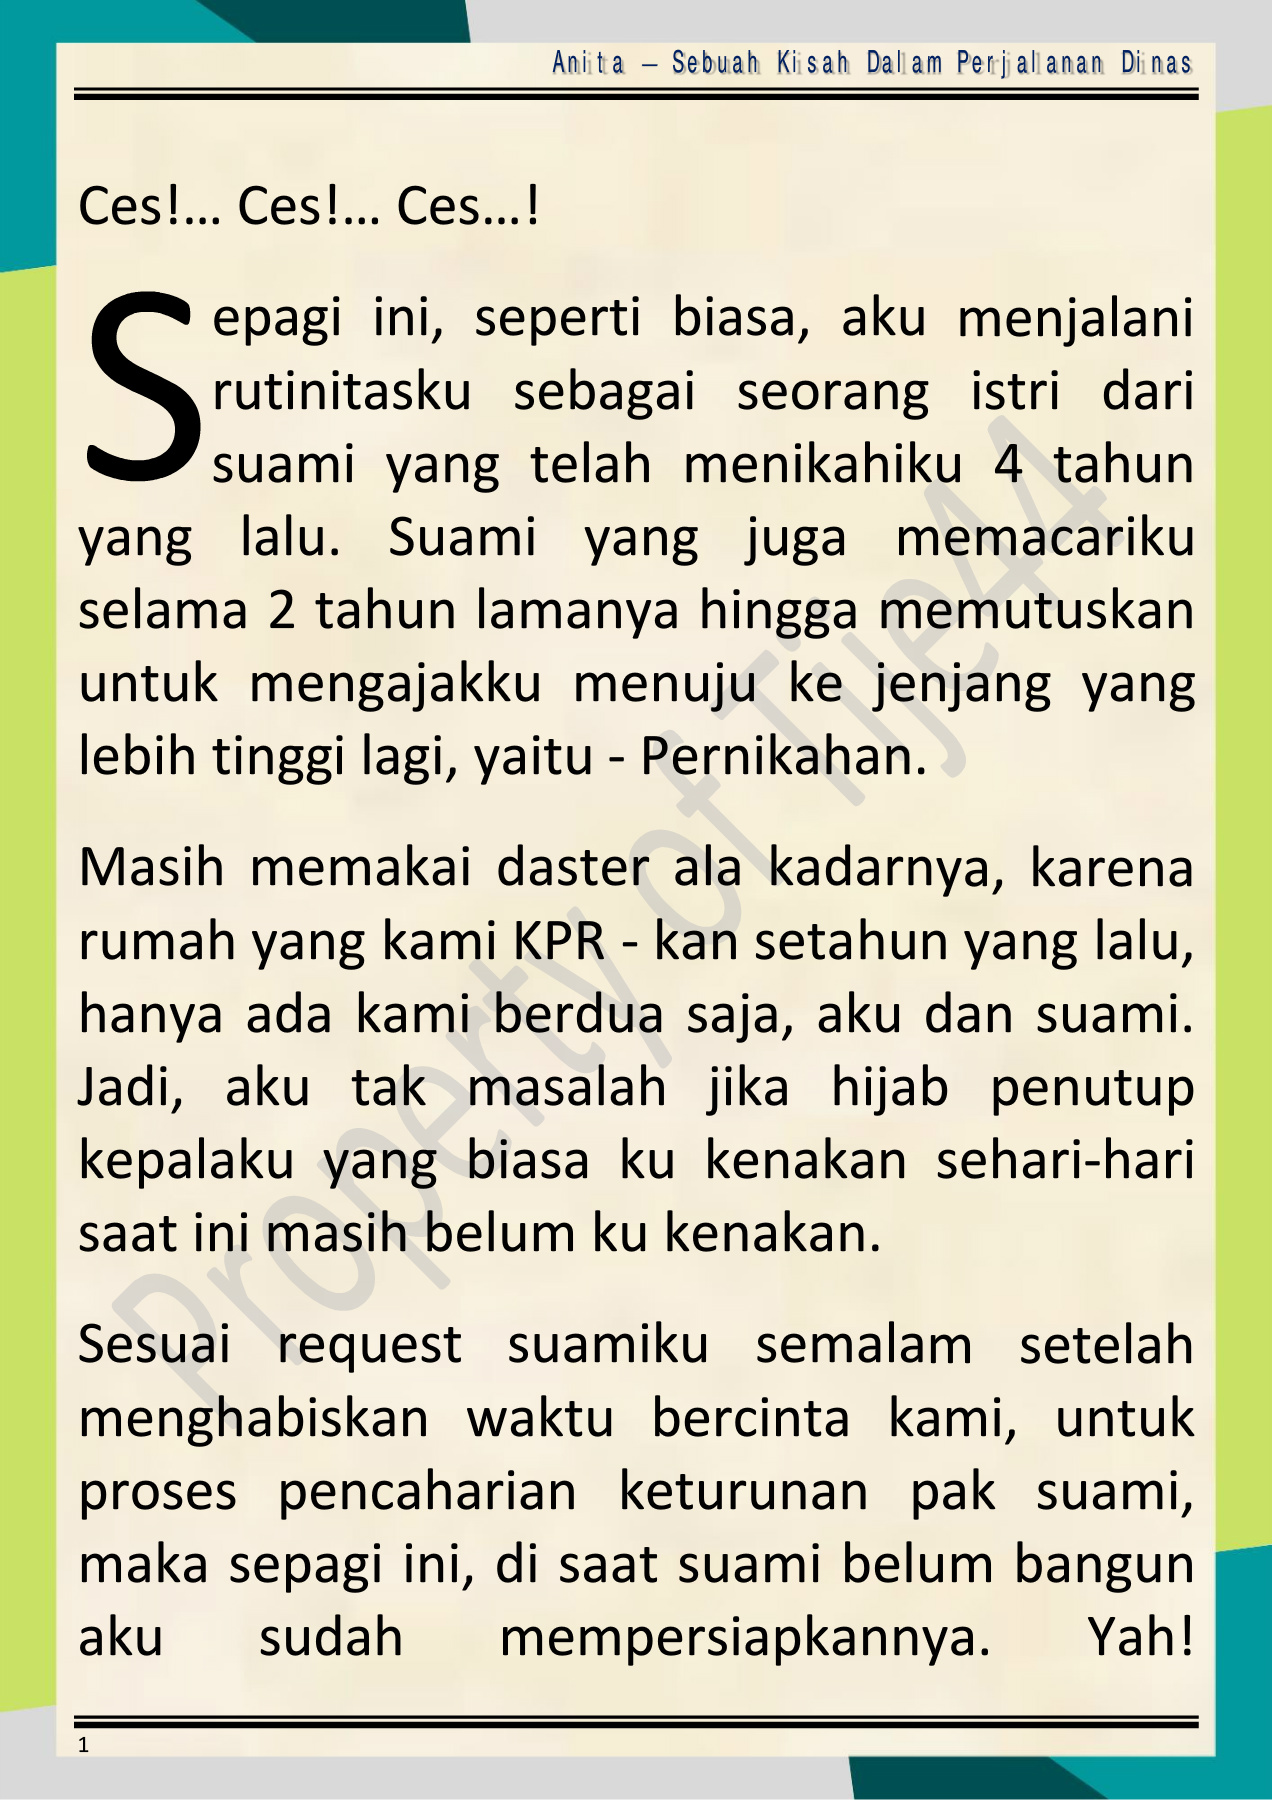 Anita – Sebuah Kisah Dalam Perjalanan Dinas
Ces!... Ces!... Ces...!
Sepagi ini, seperti biasa, aku menjalani
rutinitasku sebagai seorang istri dari
suami yang telah menikahiku 4 tahun
yang lalu. Suami yang juga memacariku
selama 2 tahun lamanya hingga memutuskan
untuk mengajakku menuju ke jenjang yang
lebih tinggi lagi, yaitu - Pernikahan.
Masih memakai daster ala kadarnya, karena
rumah yang kami KPR - kan setahun yang lalu,
hanya ada kami berdua saja, aku dan suami.
Jadi, aku tak masalah jika hijab penutup
kepalaku yang biasa ku kenakan sehari-hari
saat ini masih belum ku kenakan.
Sesuai request suamiku semalam setelah
menghabiskan waktu bercinta kami, untuk
proses pencaharian keturunan pak suami,
maka sepagi ini, di saat suami belum bangun
aku sudah mempersiapkannya. Yah!
Property of Tije44
1